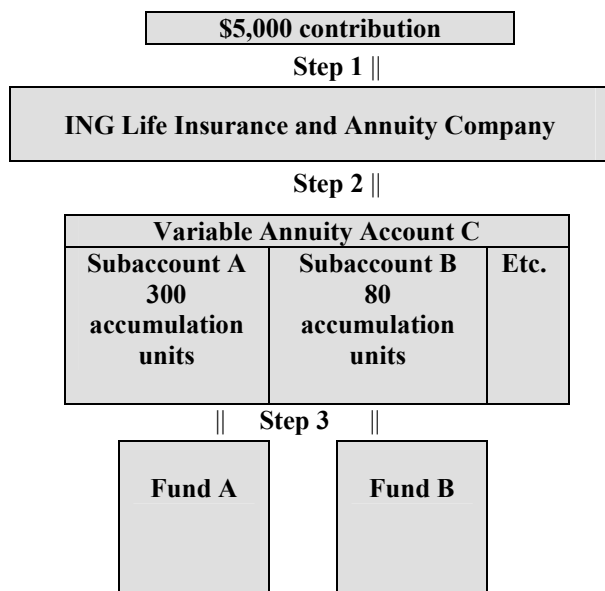 $5,000 contribution
Step 1 ||
ING Life Insurance and Annuity Company
Step 2 ||
Variable Annuity Account C
Subaccount A
300
accumulation
units
Subaccount B
80
accumulation
units
Etc.
|| Step 3 ||
Fund A
Fund B